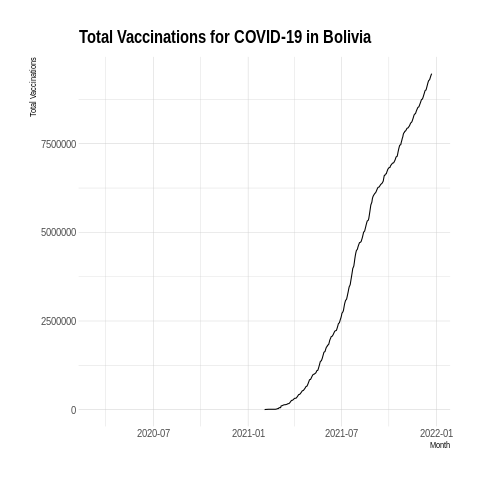 Total Vaccinations for COVID-19 in Bolivia
Total Vaccinations
7500000
5000000
2500000
0
2020-07 2021-01 2021-07 2022-01
Month